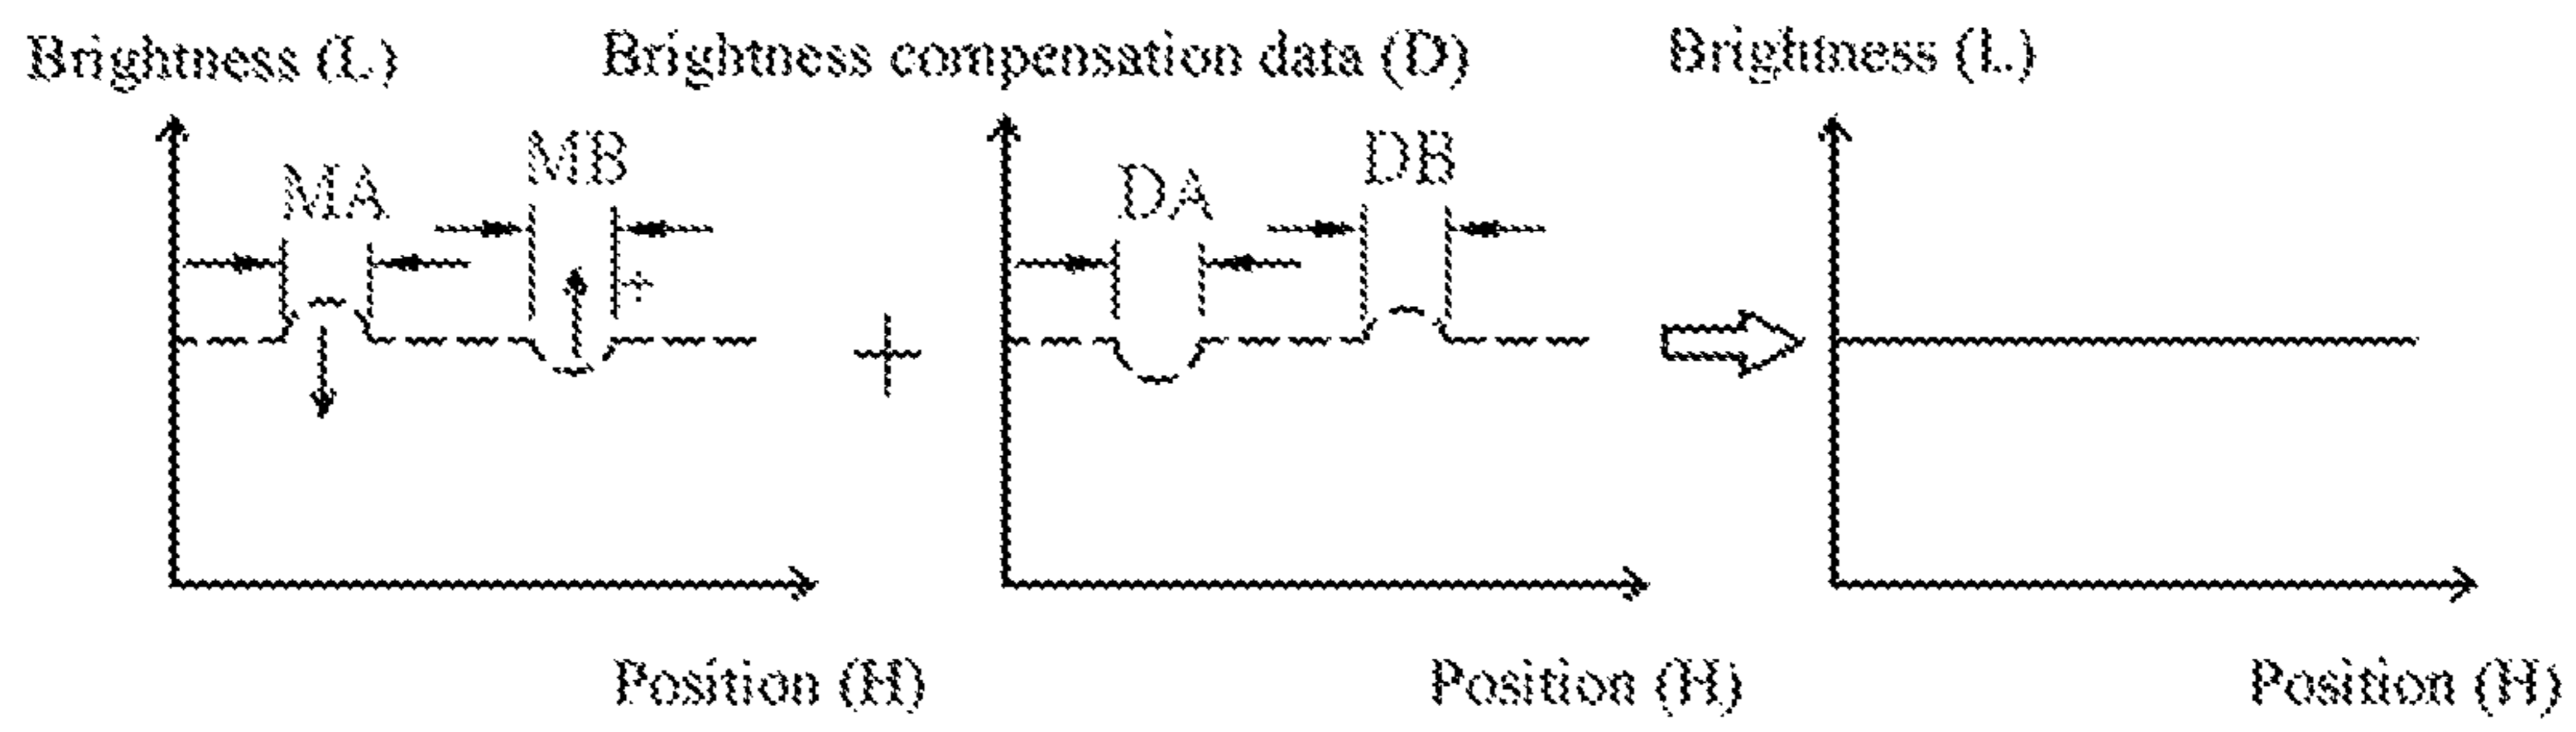 Brightness (L) Brightness compensation data (D) Brightness (L)
MA MB DA DB
+
+
Position (H) Position (H) Position (H)